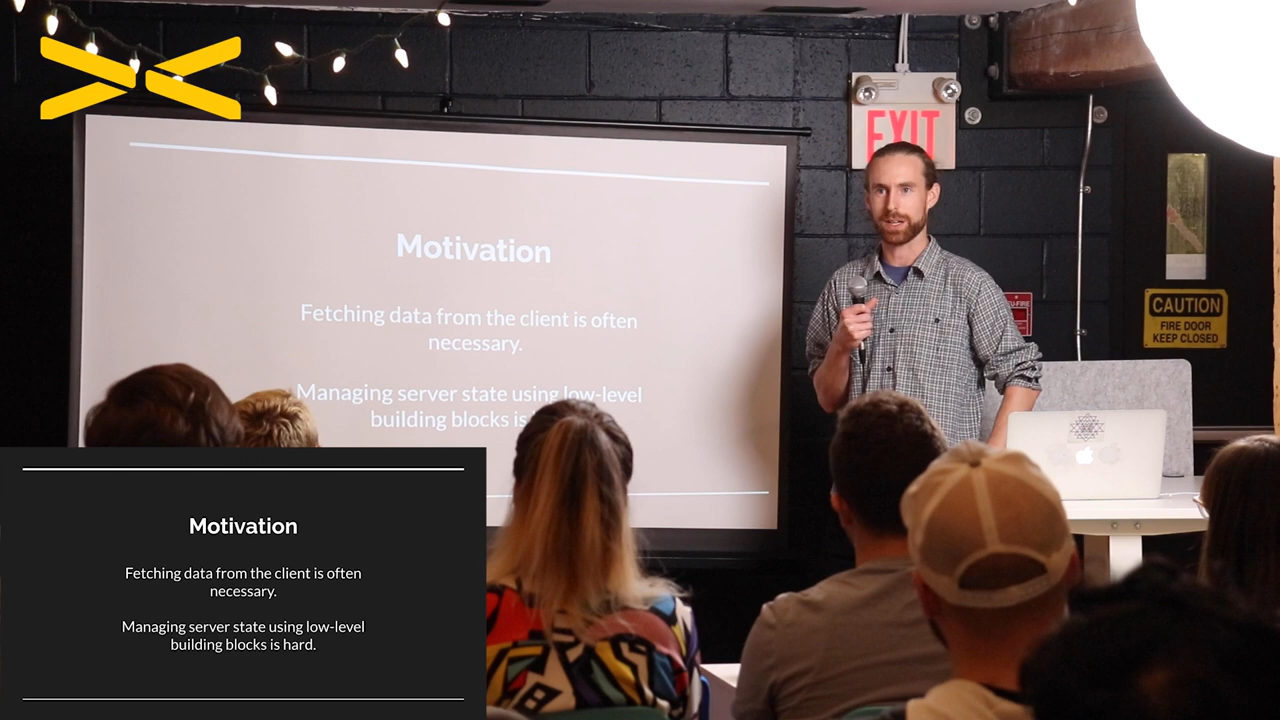 EXIT
Motivation
Fetching data from the client is often
necessary.
Managing server state using low-level
building blocks is
CAUTION
FIRE DOOR
KEEP CLOSED
Motivation
Fetching data from the client is often
necessary.
Managing server state using low-level
building blocks is hard.